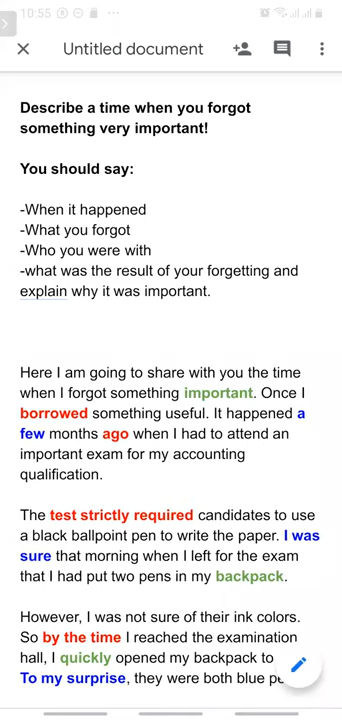 10:55
Untitled document
Describe a time when you forgot
something very important!
You should say:
-When it happened
-What you forgot
-Who you were with
-what was the result of your forgetting and
explain why it was important.
Here I am going to share with you the time
when I forgot something important. Once I
borrowed something useful. It happened a
few months ago when I had to attend an
important exam for my accounting
qualification.
The test strictly required candidates to use
a black ballpoint pen to write the paper. I was
sure that morning when I left for the exam
that I had put two pens in my backpack.
However, I was not sure of their ink colors.
So by the time I reached the examination
hall, I quickly opened my backpack to
To my surprise, they were both blue